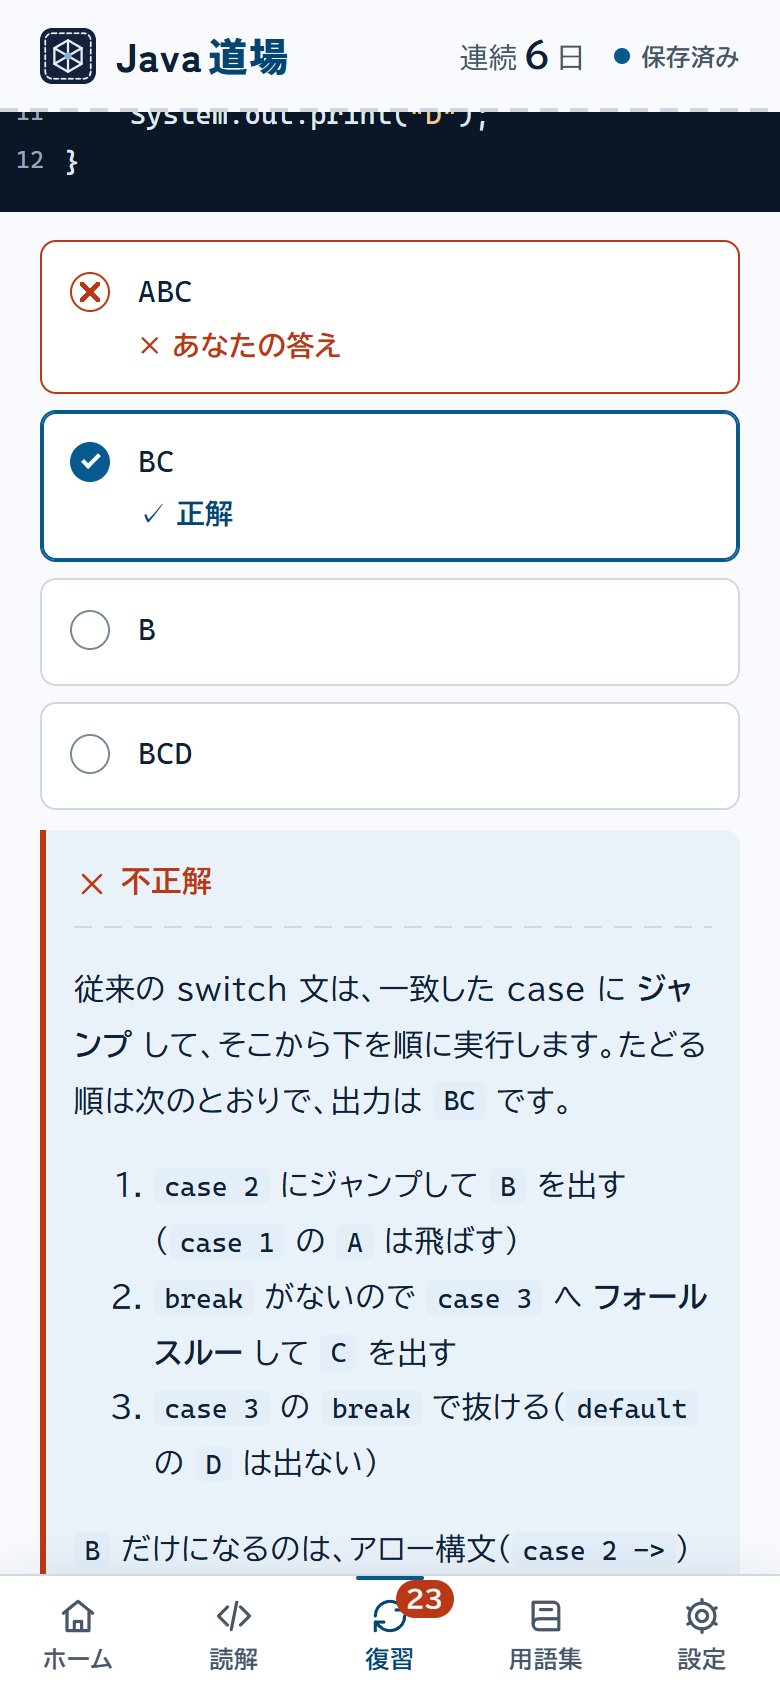 Java 道場
連続 6 日 保存済み
11 System.out.print("D");
12 }
ABC
× あなたの答え
BC
✓ 正解
B
BCD
× 不正解
従来の switch 文は、一致した case に ジャ
ンプ して、そこから下を順に実行します。たどる
順は次のとおりで、出力は BC です。
1. case 2 にジャンプして B を出す
(case 1 の A は飛ばす)
2. break がないので case 3 へ フォール
スルー して C を出す
3. case 3 の break で抜ける(default
の D は出ない)
B だけになるのは、アロー構文(case 2 ->)
23
ホーム 読解 復習 用語集 設定